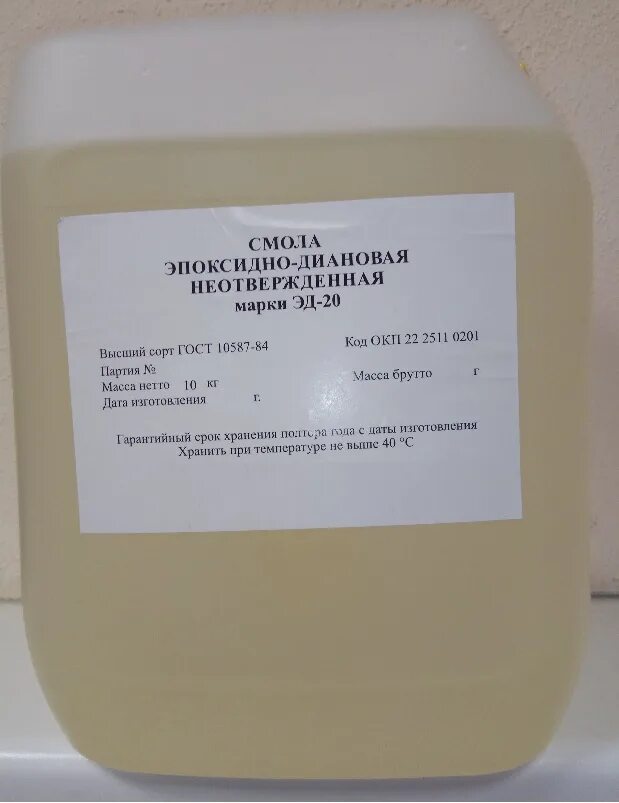 СМОЛА
ЭПОКСИДНО-ДИАНОВАЯ
НЕОТВЕРЖДЕННАЯ
марки ЭД-20
Высший сорт ГОСТ 10587-84 Код ОКП 22 2511 0201
Партия №
Масса нетто 10 кг Масса брутто г
Дата изготовления г.
Гарантийный срок хранения полтора года с даты изготовления
Хранить при температуре не выше 40 °С